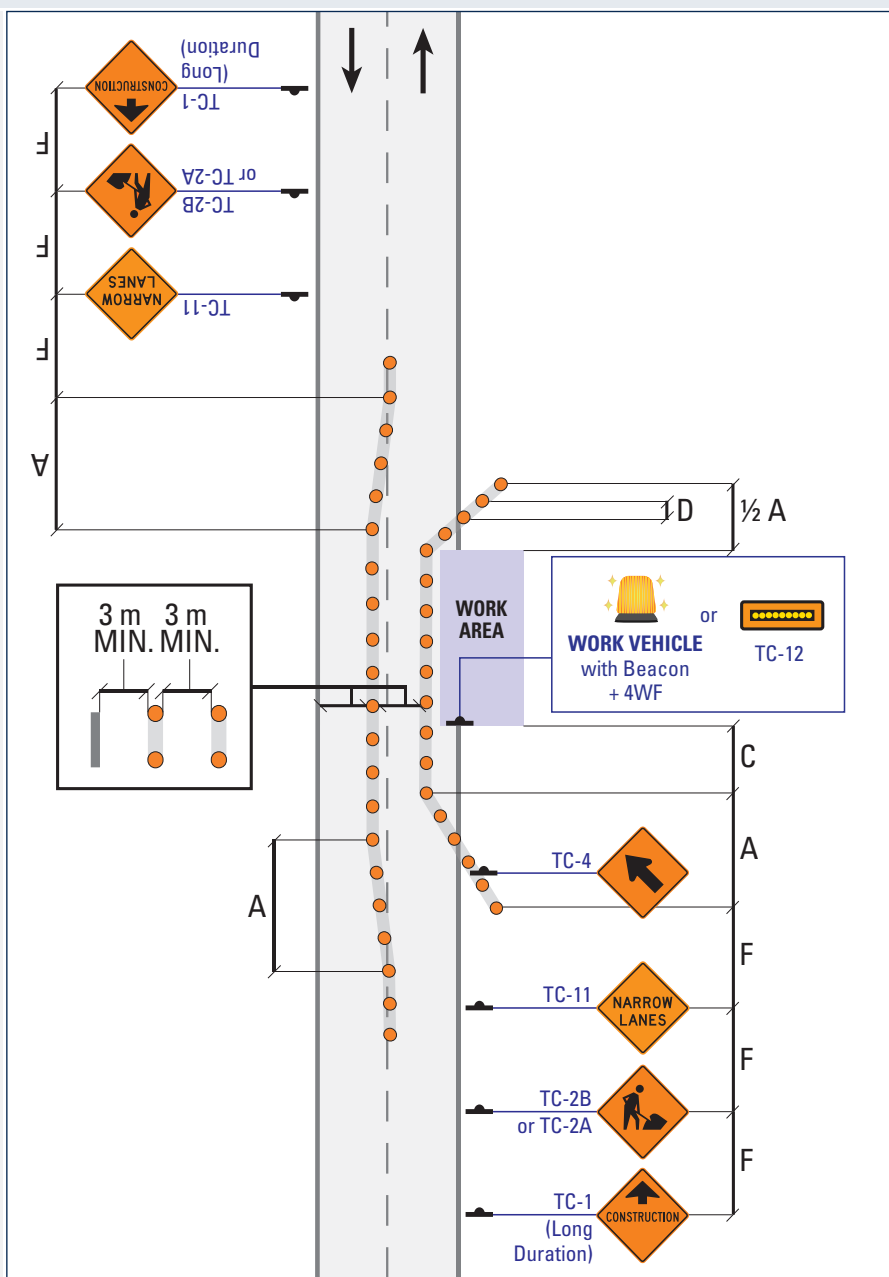 CONSTRUCTION
TC-1
(Long
Duration)
F
TC-2B
or TC-2A
F
NARROW
LANES
TC-11
F
A
½ A
D
WORK
AREA
WORK VEHICLE
with Beacon
+ 4WF
or
TC-12
3 m
MIN.
3 m
MIN.
C
A
TC-4
A
F
TC-11
NARROW
LANES
F
TC-2B
or TC-2A
F
TC-1
(Long
Duration)
CONSTRUCTION